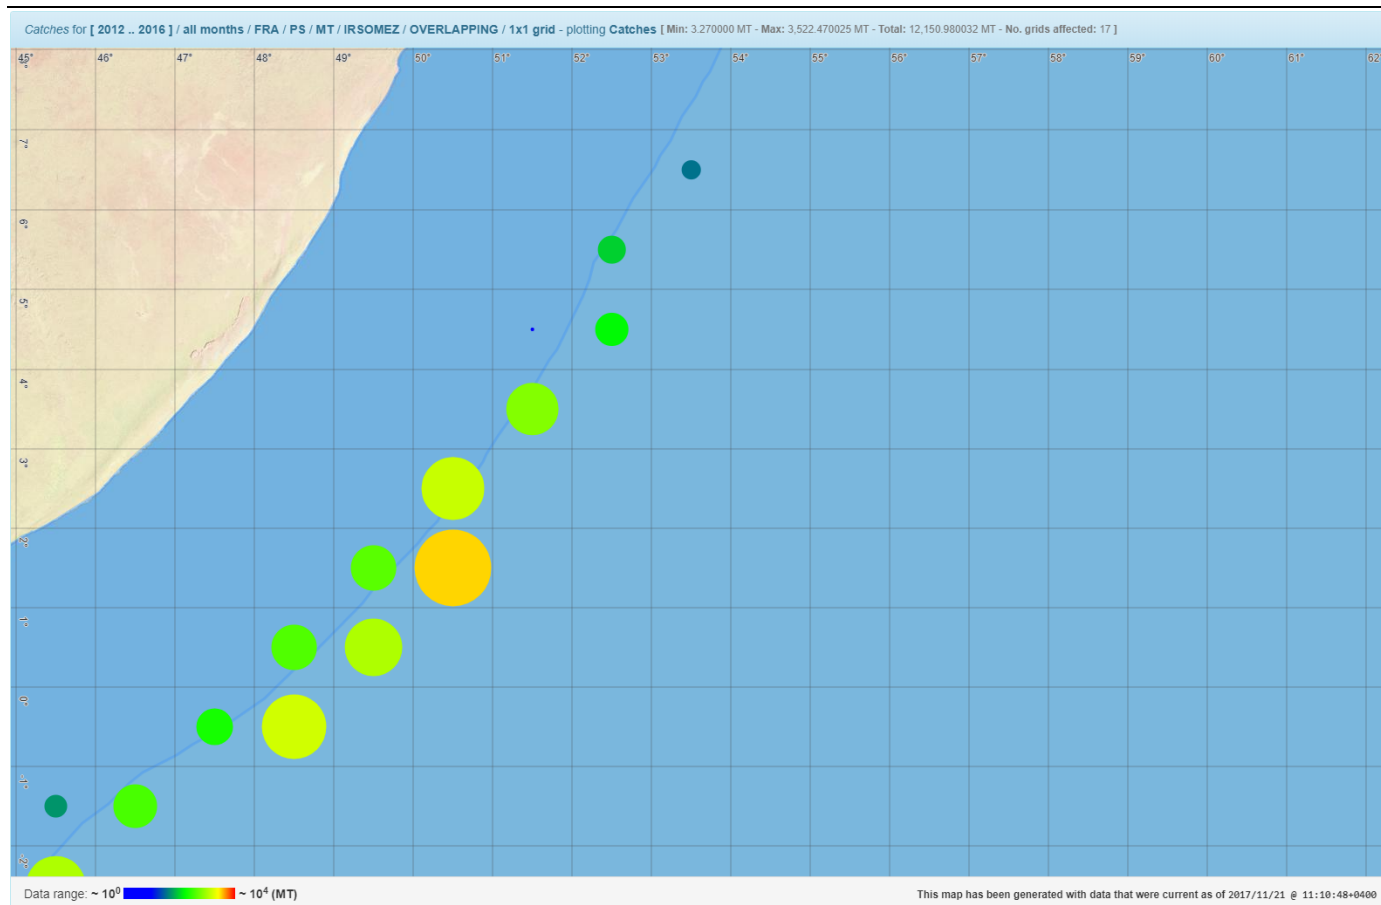 Catches for [ 2012 .. 2016 ] / all months / FRA / PS / MT / IRSOMEZ / OVERLAPPING / 1x1 grid - plotting Catches [ Min: 3.270000 MT - Max: 3,522.470025 MT - Total: 12,150.980032 MT - No. grids affected: 17 ]
45° 46° 47° 48° 49° 50° 51° 52° 53° 54° 55° 56° 57° 58° 59° 60° 61° 62°
7°
6°
5°
4°
3°
2°
1°
0°
-1°
-2°
Data range: ~ 10⁰ ~ 10⁴ (MT)
This map has been generated with data that were current as of 2017/11/21 @ 11:10:48+0400